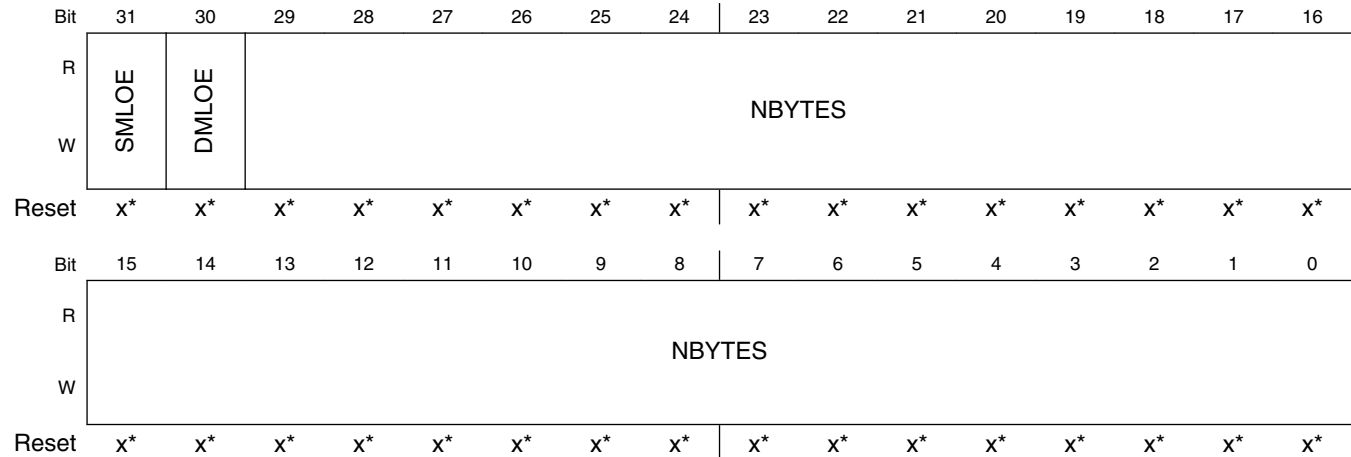 Bit 31 30 29 28 27 26 25 24 23 22 21 20 19 18 17 16
R
SMLOE DMLOE NBYTES
W
Reset x* x* x* x* x* x* x* x* x* x* x* x* x* x* x* x*
Bit 15 14 13 12 11 10 9 8 7 6 5 4 3 2 1 0
R
NBYTES
W
Reset x* x* x* x* x* x* x* x* x* x* x* x* x* x* x* x*